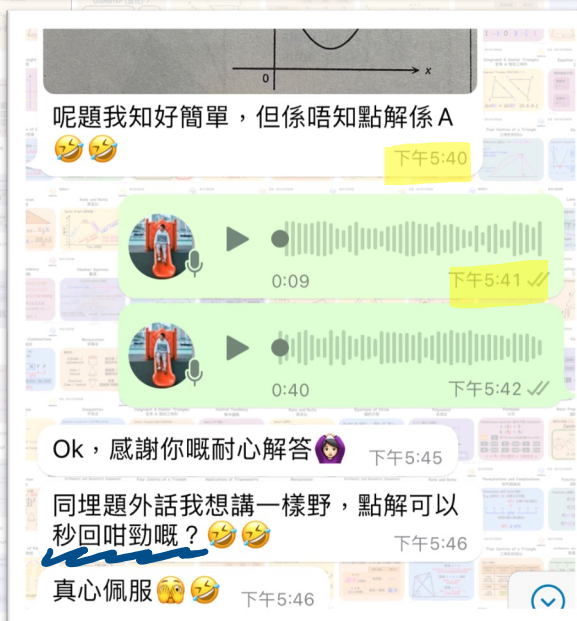 0
x
呢題我知好簡單，但係唔知點解係A
🤣🤣
下午5:40
0:09
下午5:41
0:40
下午5:42
Ok，感謝你嘅耐心解答🙆🏻‍♀️
下午5:45
同埋題外話我想講一樣野，點解可以
秒回咁勁嘅？🤣🤣
下午5:46
真心佩服🫣🤣
下午5:46